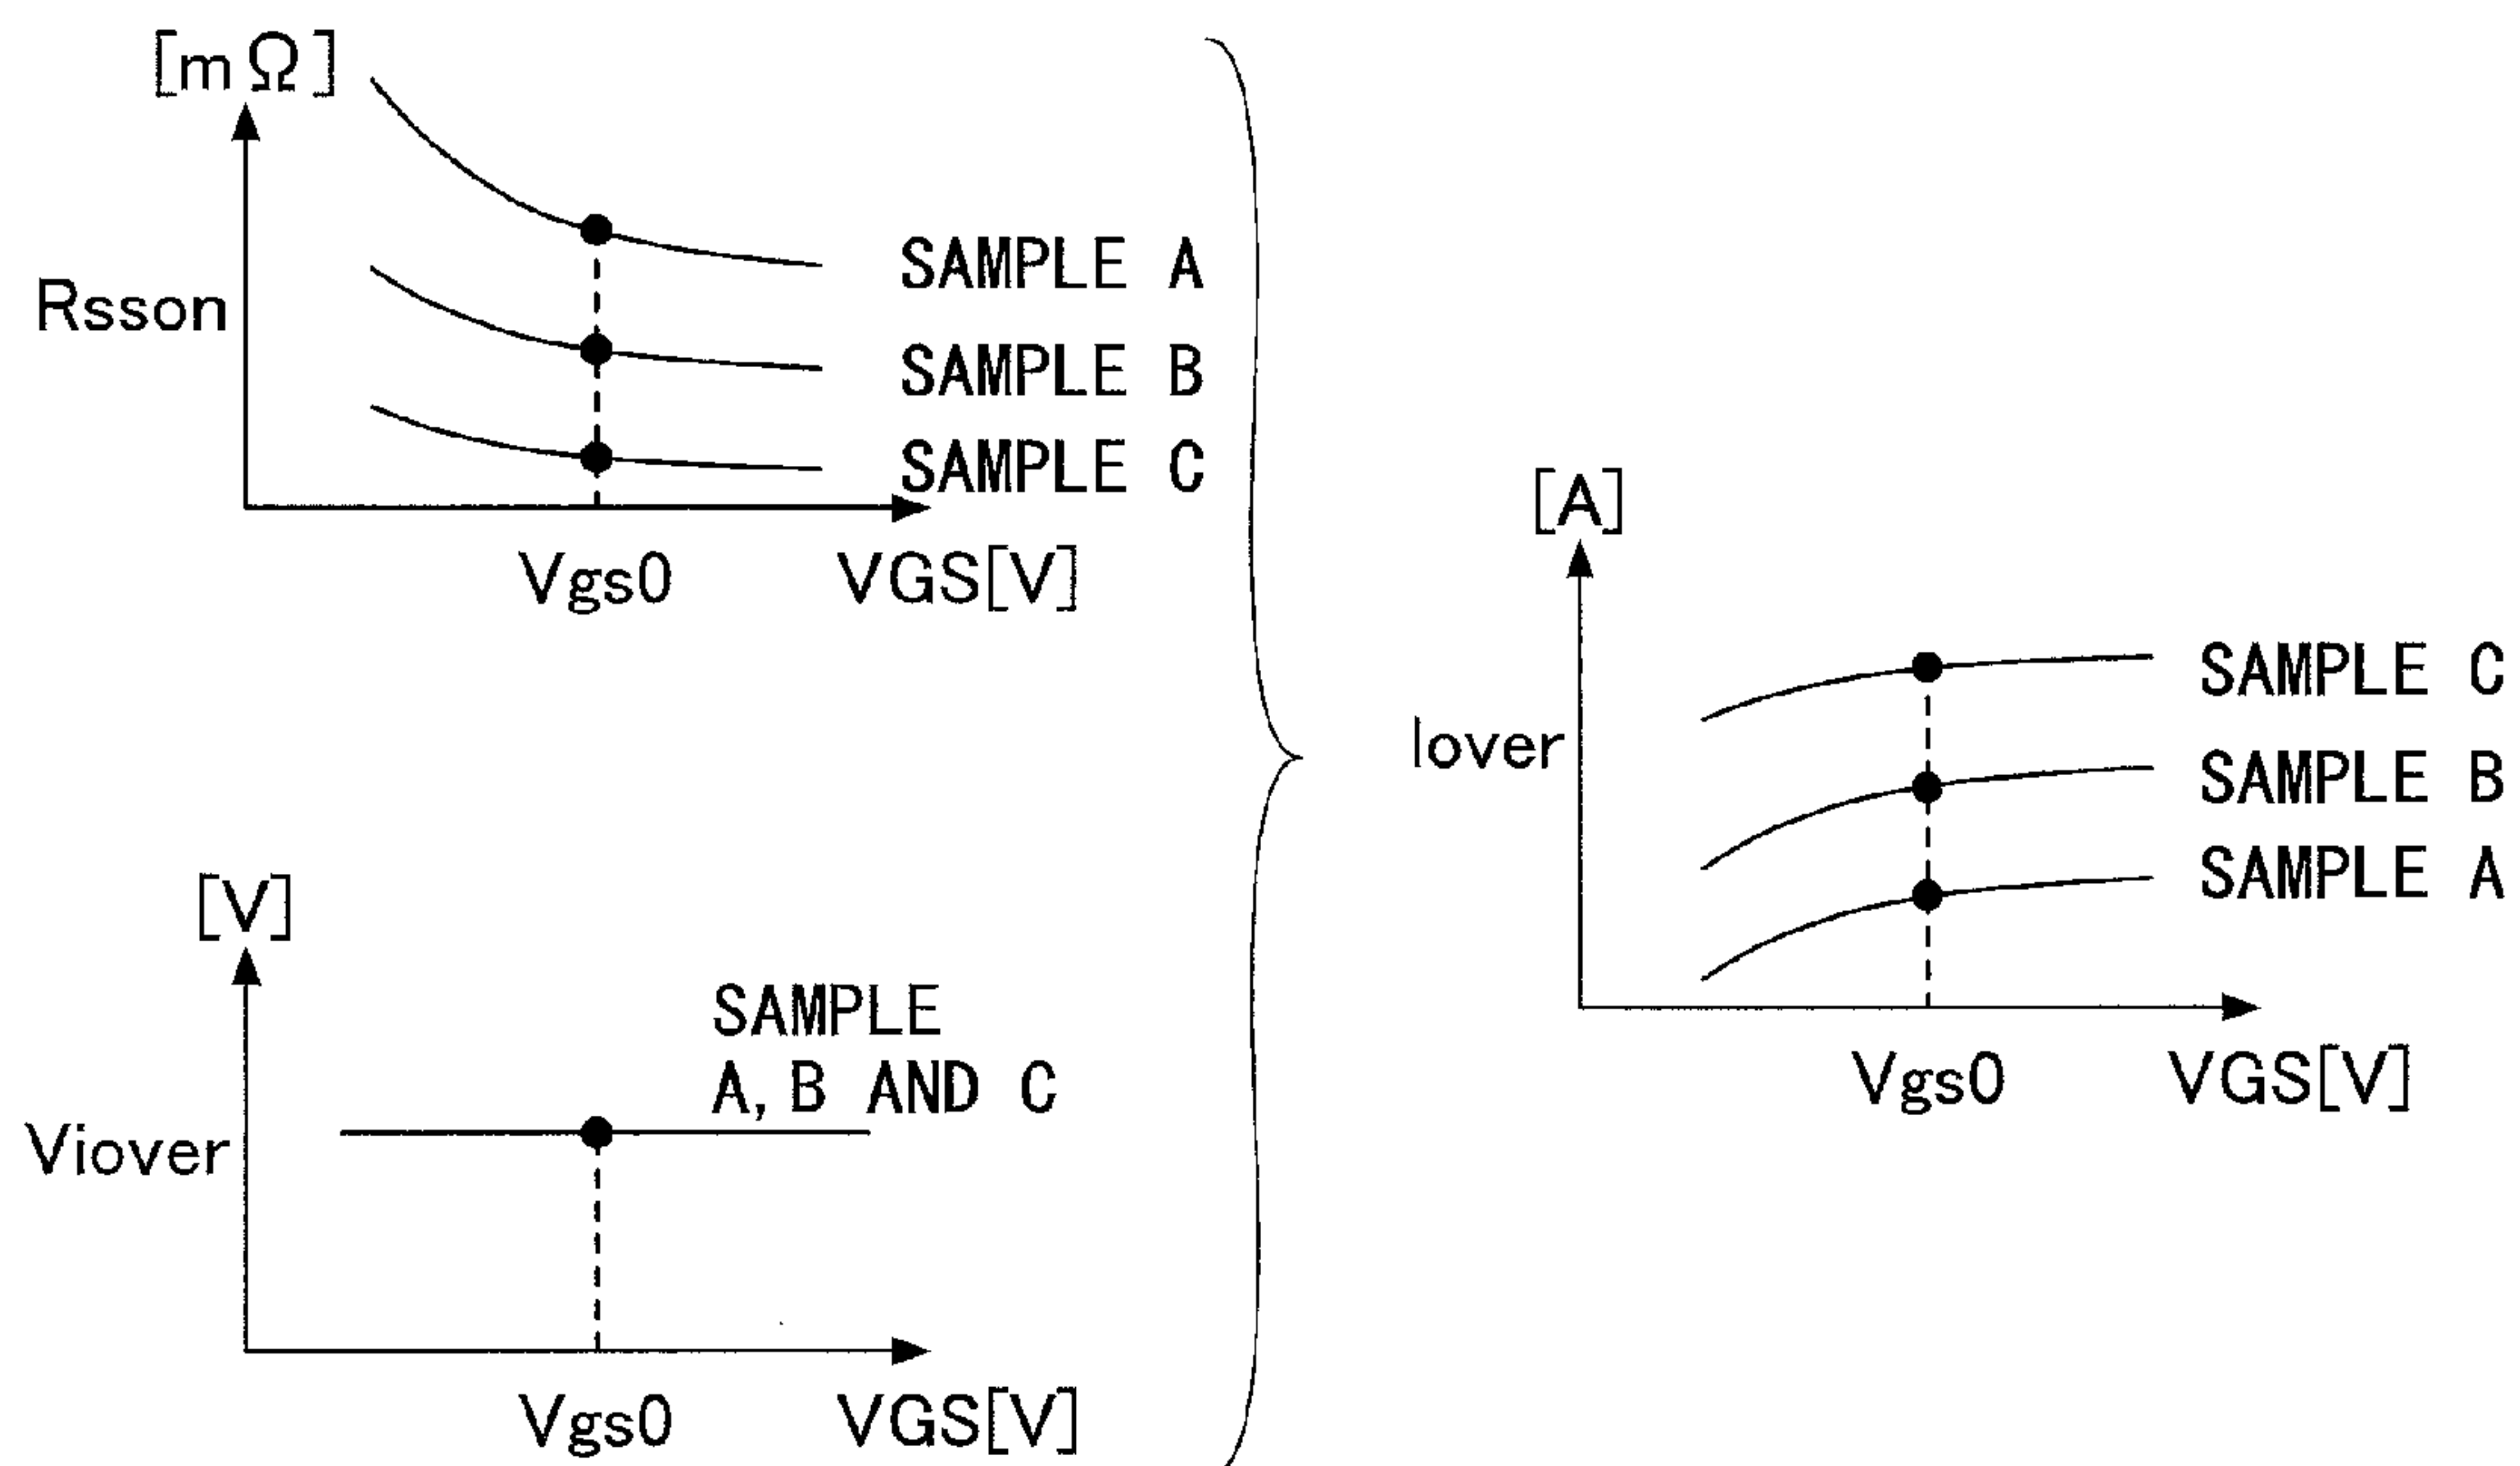 [mΩ]
Rsson
SAMPLE A
SAMPLE B
SAMPLE C
Vgs0
VGS[V]
[V]
Viover
SAMPLE
A, B AND C
Vgs0
VGS[V]
[A]
Iover
SAMPLE C
SAMPLE B
SAMPLE A
Vgs0
VGS[V]